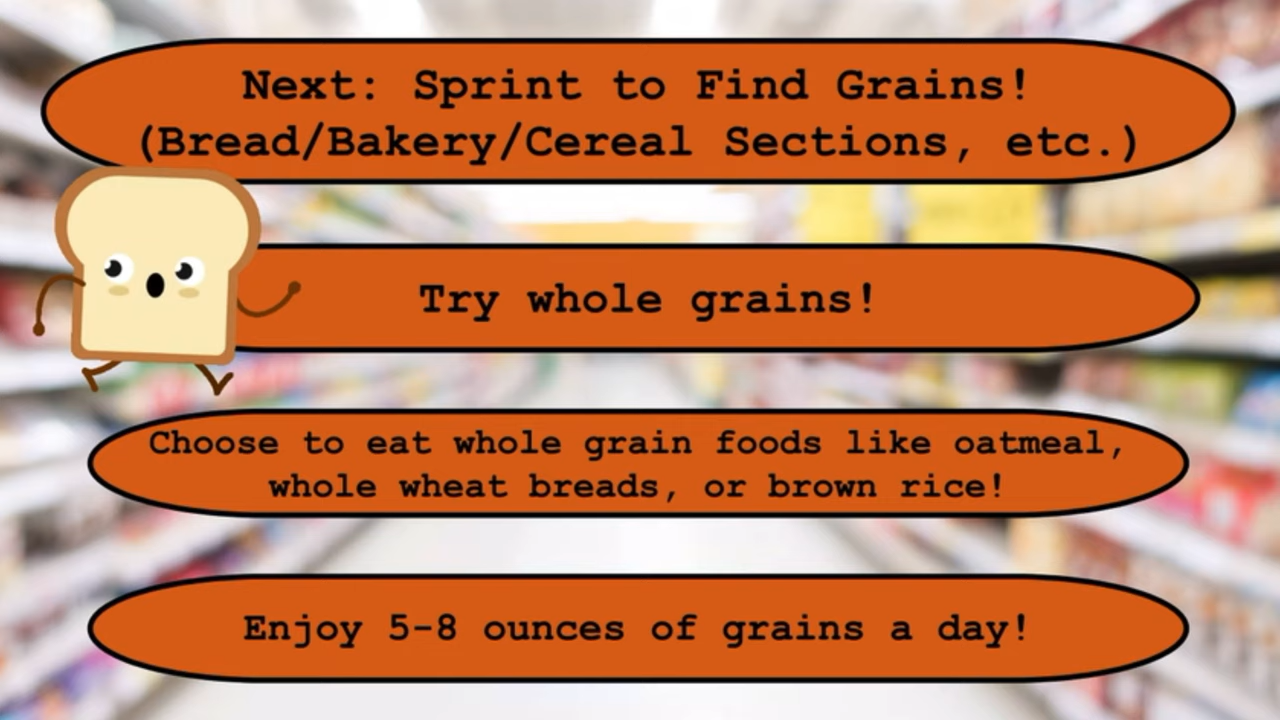 Next: Sprint to Find Grains!
(Bread/Bakery/Cereal Sections, etc.)
Try whole grains!
Choose to eat whole grain foods like oatmeal,
whole wheat breads, or brown rice!
Enjoy 5-8 ounces of grains a day!